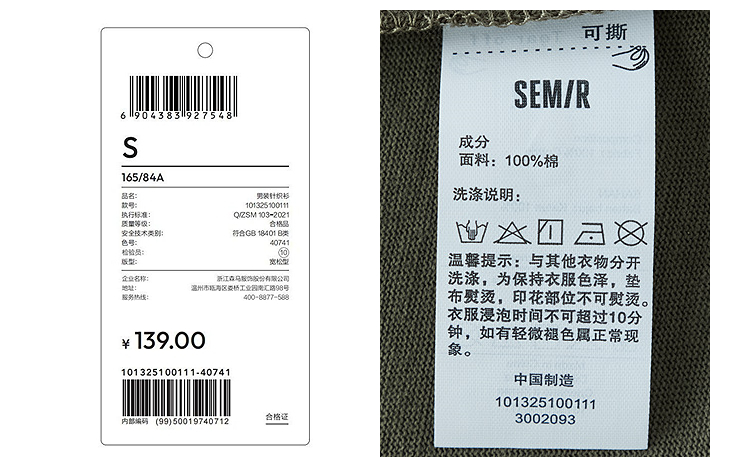 6 904383 927548
S
165/84A
品名: 男装针织衫
款号: 101325100111
执行标准: Q/ZSM 103-2021
质量等级: 合格品
安全技术类别: 符合GB 18401 B类
色号: 40741
检验员: 10
版型: 宽松型
企业名称: 浙江森马服饰股份有限公司
地址: 温州市瓯海区娄桥工业园南汇路98号
服务热线: 400-8877-588
¥ 139.00
101325100111-40741
内部编码 (99)50019740712
合格证
可撕
SEM/R
成分
面料：100%棉
洗涤说明：
温馨提示：与其他衣物分开
洗涤，为保持衣服色泽，垫
布熨烫，印花部位不可熨烫。
衣服浸泡时间不可超过10分
钟，如有轻微褪色属正常现
象。
中国制造
101325100111
3002093